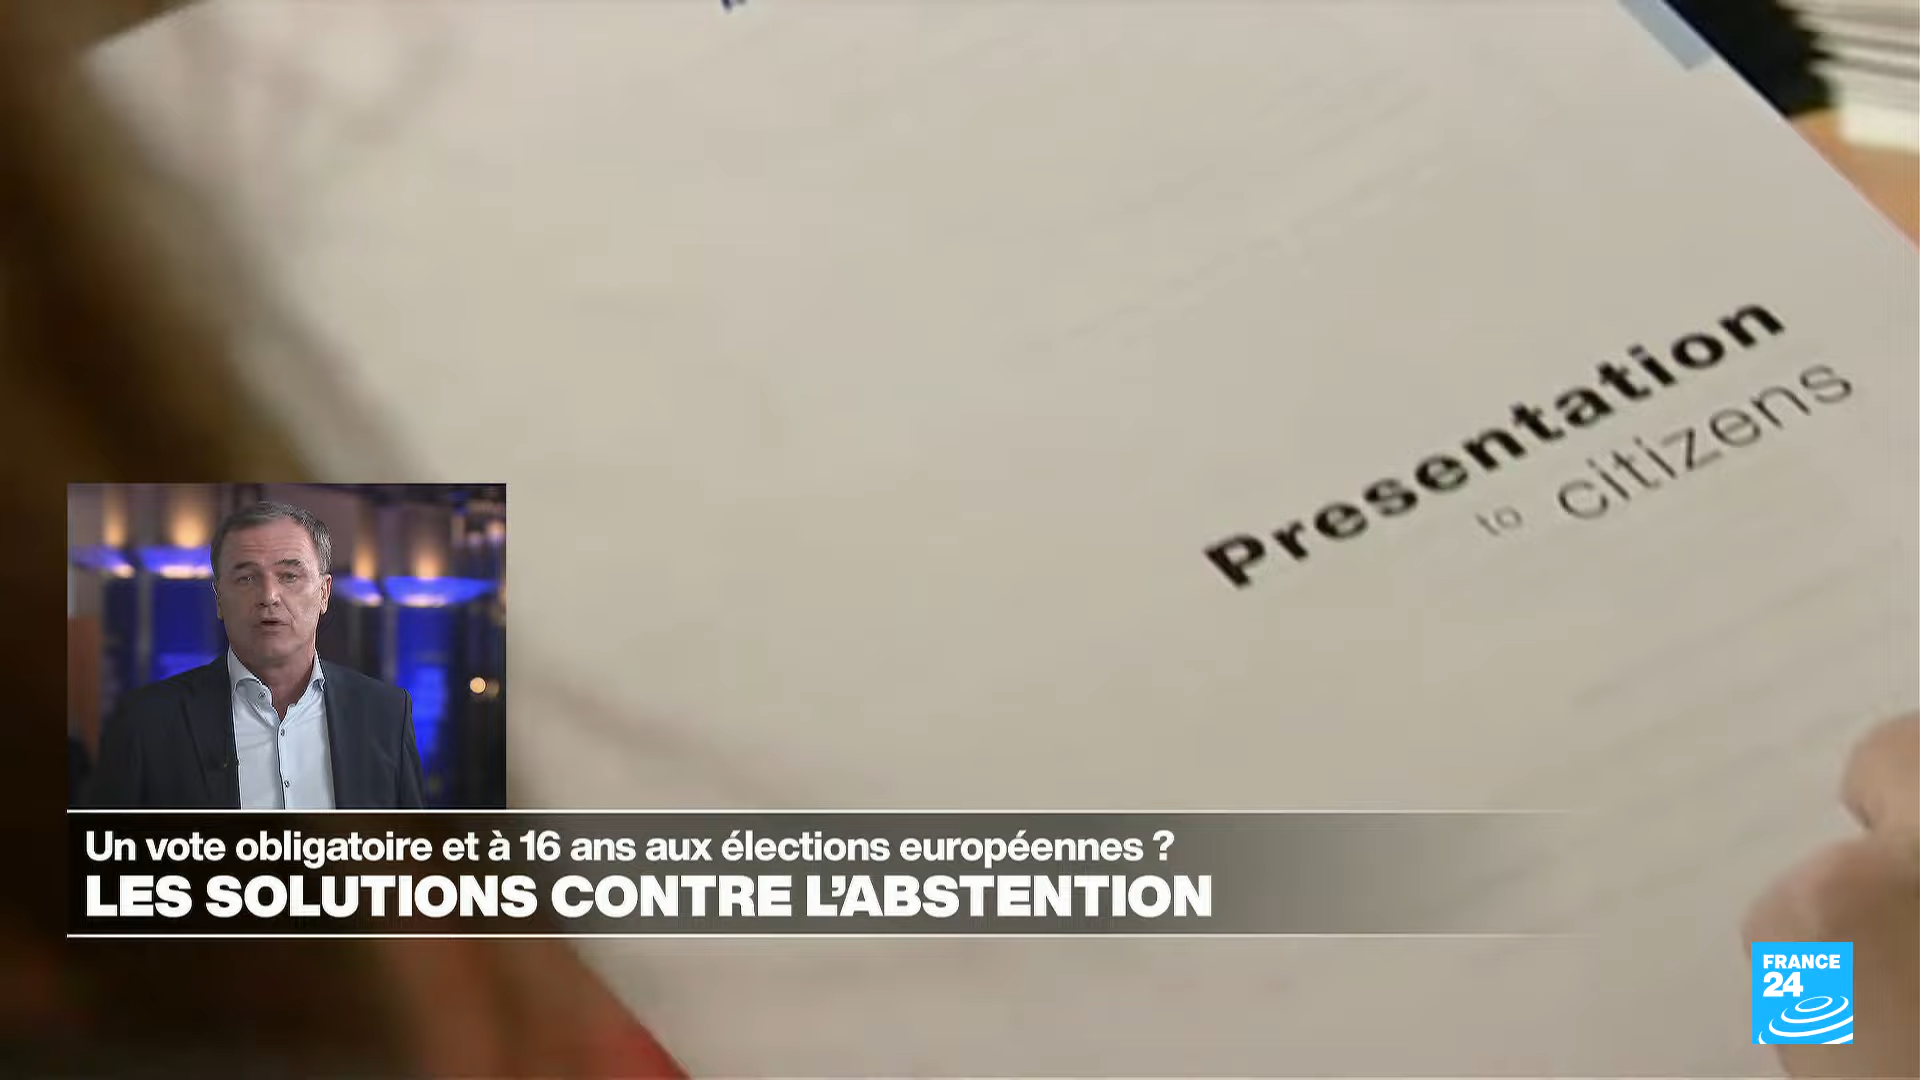 Presentation
to citizens
Un vote obligatoire et à 16 ans aux élections européennes ?
LES SOLUTIONS CONTRE L'ABSTENTION
FRANCE
24